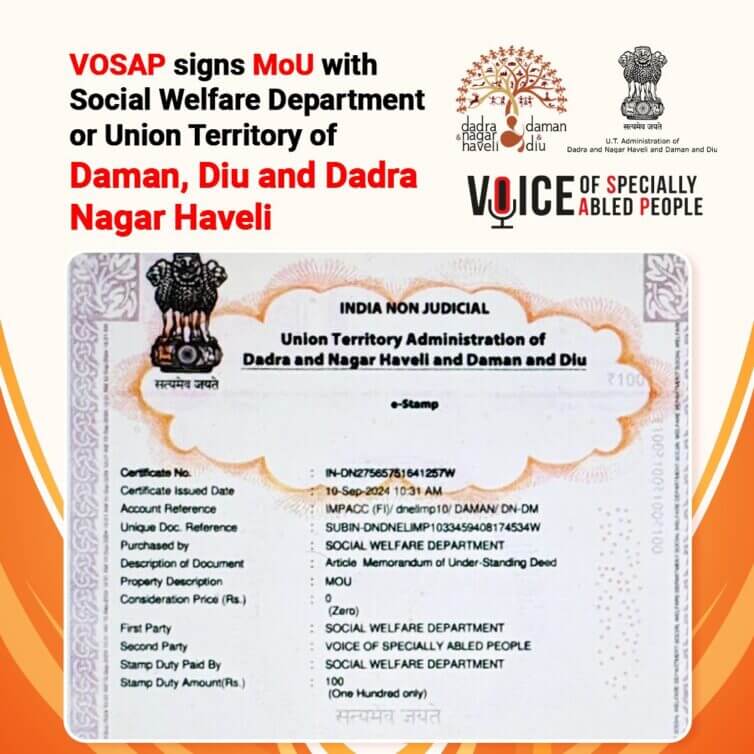 VOSAP signs MoU with
Social Welfare Department
or Union Territory of
Daman, Diu and Dadra
Nagar Haveli
dadra & nagar haveli
daman & diu
सत्यमेव जयते
U.T. Administration of
Dadra and Nagar Haveli and Daman and Diu
VOICE OF SPECIALLY ABLED PEOPLE
सत्यमेव जयते
INDIA NON JUDICIAL
Union Territory Administration of
Dadra and Nagar Haveli and Daman and Diu
₹100
e-Stamp
Certificate No. : IN-DN27565751641257W
Certificate Issued Date : 10-Sep-2024 10:31 AM
Account Reference : IMPACC (FI)/ dnelimp10/ DAMAN/ DN-DM
Unique Doc. Reference : SUBIN-DNDNELIMP1033459408174534W
Purchased by : SOCIAL WELFARE DEPARTMENT
Description of Document : Article Memorandum of Under-Standing Deed
Property Description : MOU
Consideration Price (Rs.) : 0
(Zero)
First Party : SOCIAL WELFARE DEPARTMENT
Second Party : VOICE OF SPECIALLY ABLED PEOPLE
Stamp Duty Paid By : SOCIAL WELFARE DEPARTMENT
Stamp Duty Amount(Rs.) : 100
(One Hundred only)
सत्यमेव जयते